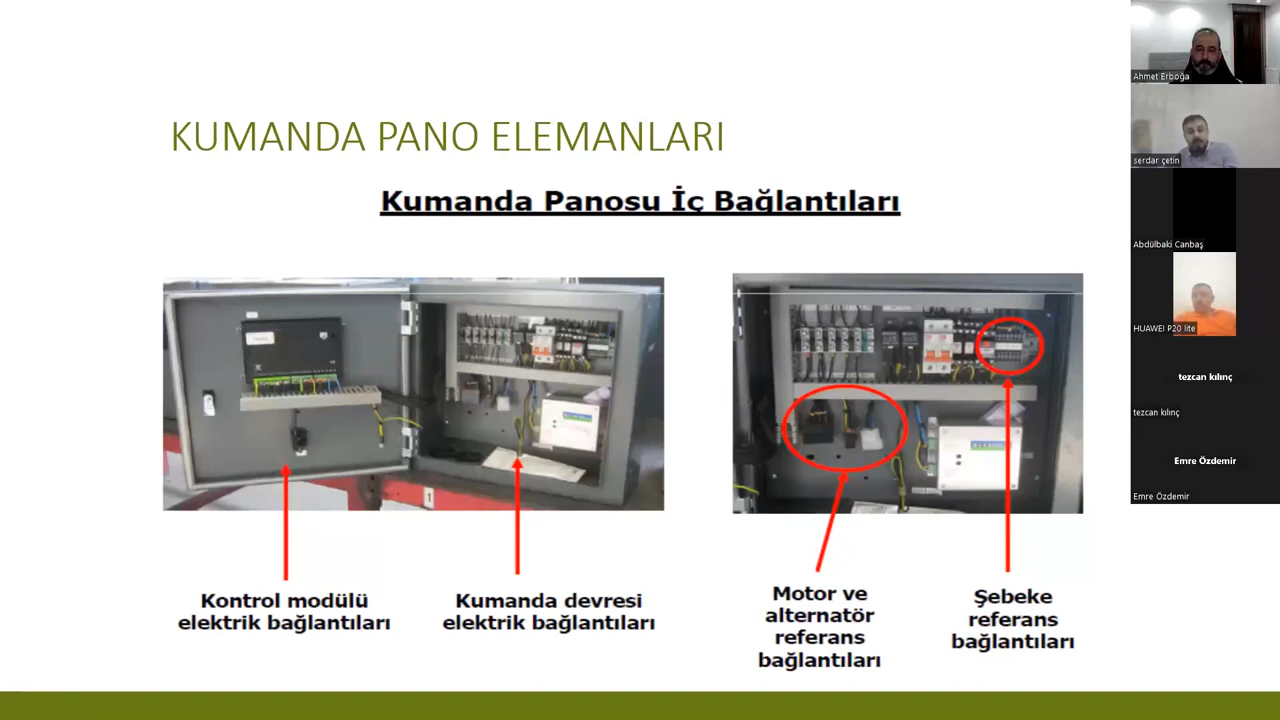 KUMANDA PANO ELEMANLARI
Kumanda Panosu İç Bağlantıları
1
Kontrol modülü
elektrik bağlantıları
Kumanda devresi
elektrik bağlantıları
Motor ve
alternatör
referans
bağlantıları
Şebeke
referans
bağlantıları
Ahmet Erboğa
serdar çetin
Abdülbaki Canbaş
HUAWEI P20 lite
tezcan kılınç
tezcan kılınç
Emre Özdemir
Emre Özdemir